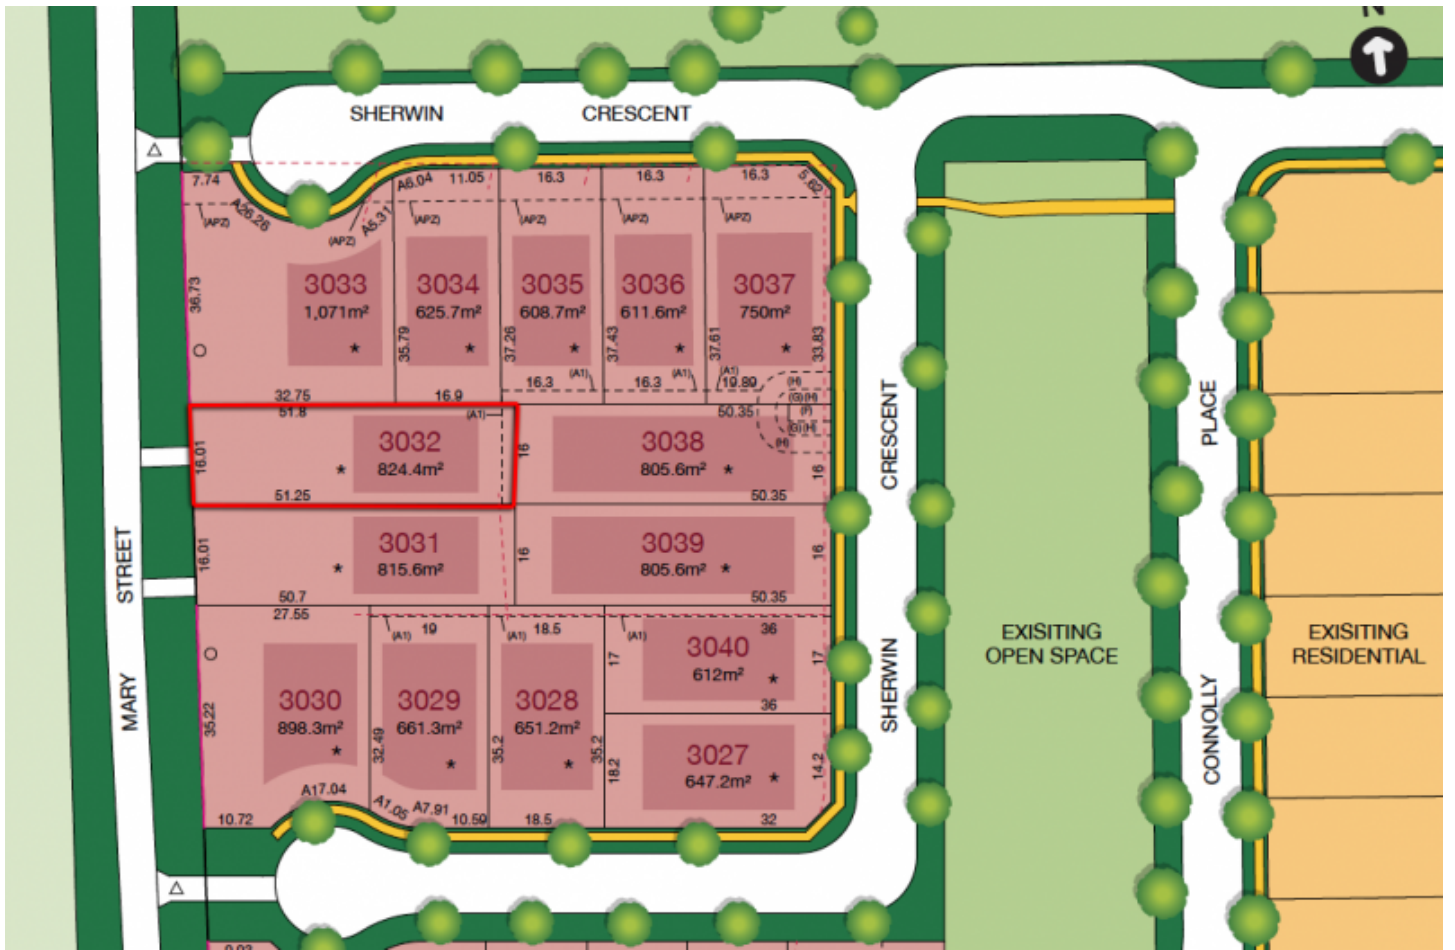 N
SHERWIN CRESCENT
7.74
A26.26
A5.31
A6.04
11.05
16.3
16.3
16.3
5.62
(APZ)
(APZ)
(APZ)
(APZ)
(APZ)
(APZ)
36.73
3033
1,071m²
*
32.75
3034
625.7m²
*
35.79
16.9
3035
608.7m²
*
37.26
16.3
(A1)
3036
611.6m²
*
37.43
16.3
(A1)
3037
750m²
*
37.61
33.83
(A1)
19.89
(H)
(G)(H)
(F)
(G)(H)
(H)
51.8
(A1)
16.01
3032
824.4m²
*
16
51.25
50.35
3038
805.6m²
*
16
50.35
16.01
3031
815.6m²
*
50.7
16
3039
805.6m²
*
16
50.35
27.55
35.22
3030
898.3m²
*
A17.04
10.72
(A1)
19
3029
661.3m²
*
32.49
A1.05
A7.91
10.59
(A1)
18.5
3028
651.2m²
*
35.2
35.2
18.5
(A1)
36
3040
612m²
*
17
17
36
3027
647.2m²
*
18.2
14.2
32
MARY STREET
SHERWIN CRESCENT
CONNOLLY PLACE
EXISITING
OPEN SPACE
EXISITING
RESIDENTIAL